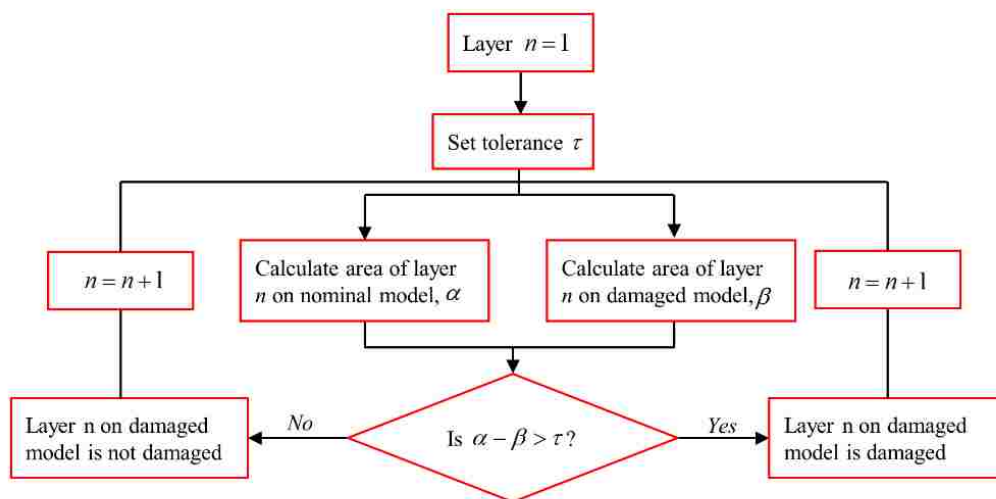 Layer n = 1
Set tolerance τ
n = n + 1
Calculate area of layer
n on nominal model, α
Calculate area of layer
n on damaged model, β
n = n + 1
Layer n on damaged
model is not damaged
No
Is α − β > τ ?
Yes
Layer n on damaged
model is damaged